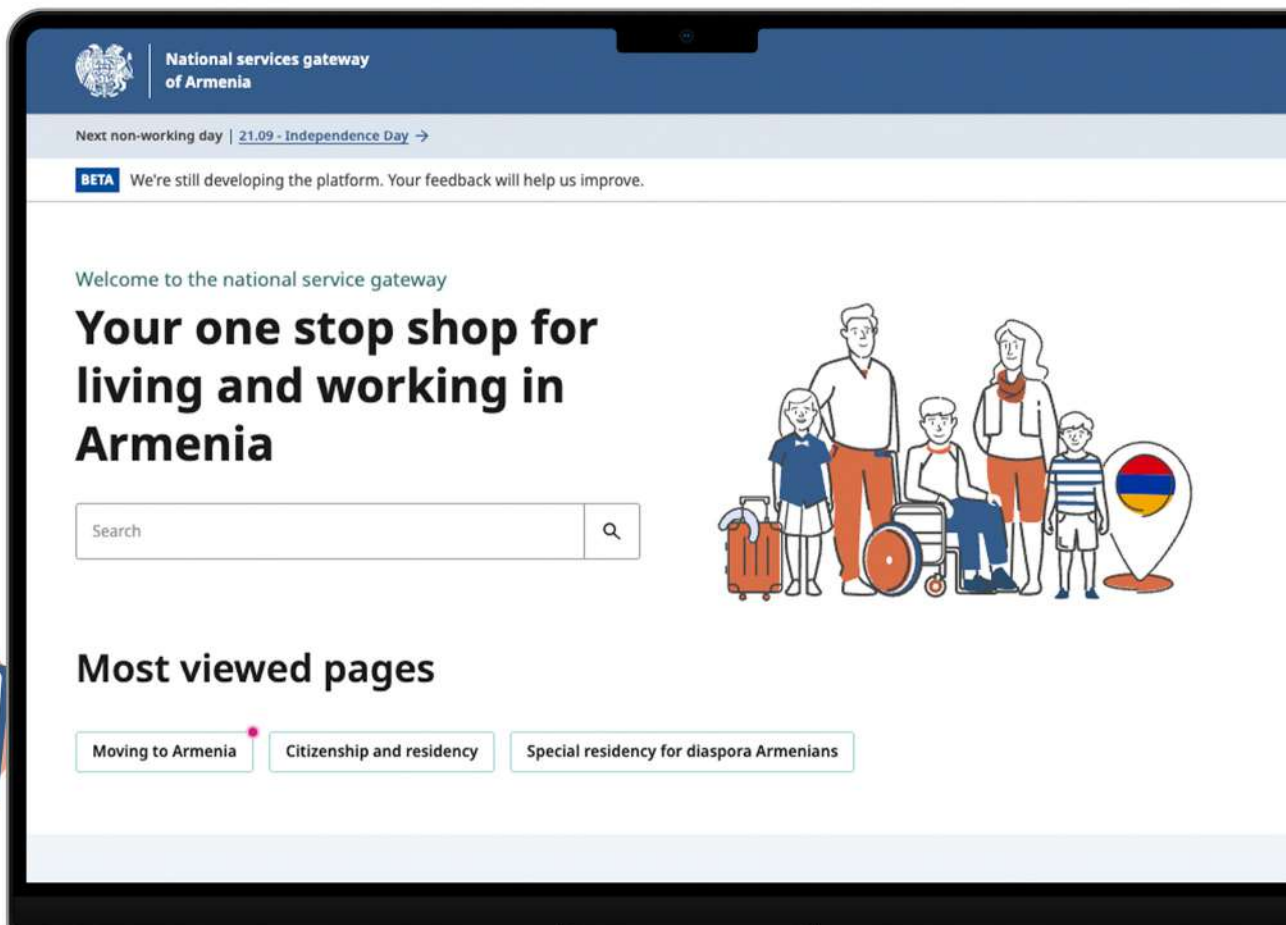 National services gateway
of Armenia
Next non-working day | 21.09 - Independence Day →
BETA We're still developing the platform. Your feedback will help us improve.
Welcome to the national service gateway
Your one stop shop for
living and working in
Armenia
Search
Most viewed pages
Moving to Armenia Citizenship and residency Special residency for diaspora Armenians